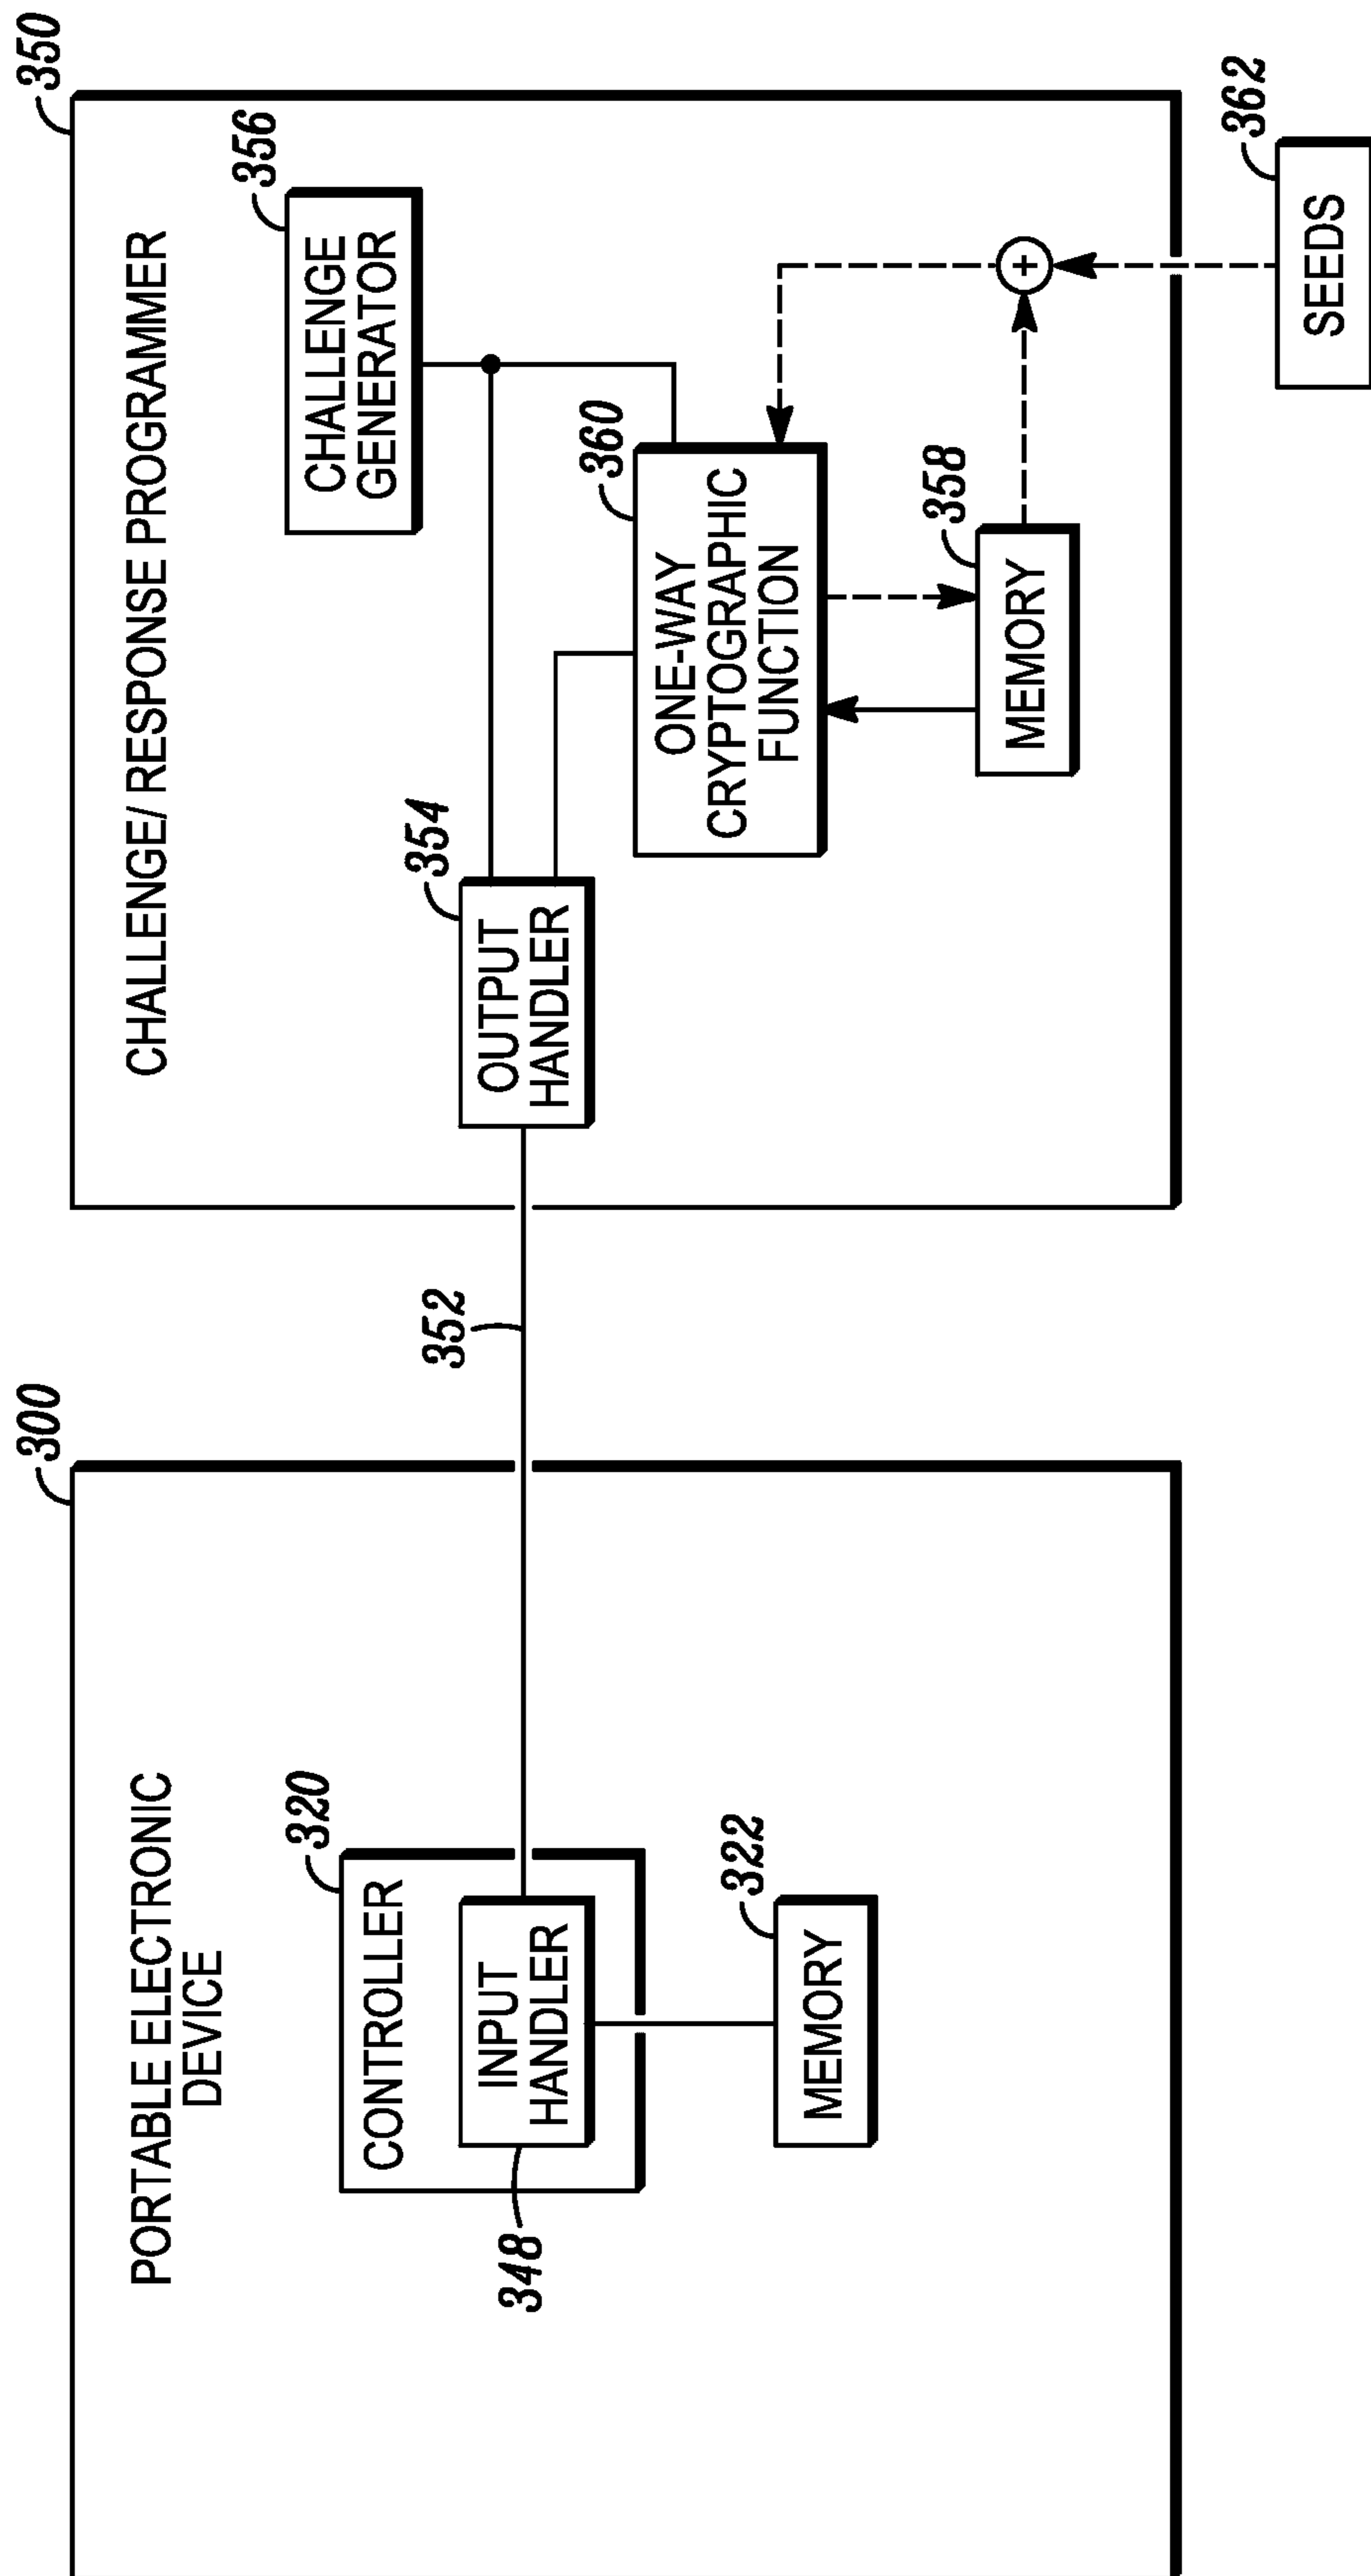 300
PORTABLE ELECTRONIC
DEVICE
320
CONTROLLER
INPUT
HANDLER
348
322
MEMORY
352
350
CHALLENGE/ RESPONSE PROGRAMMER
354
OUTPUT
HANDLER
356
CHALLENGE
GENERATOR
360
ONE-WAY
CRYPTOGRAPHIC
FUNCTION
358
MEMORY
+
362
SEEDS